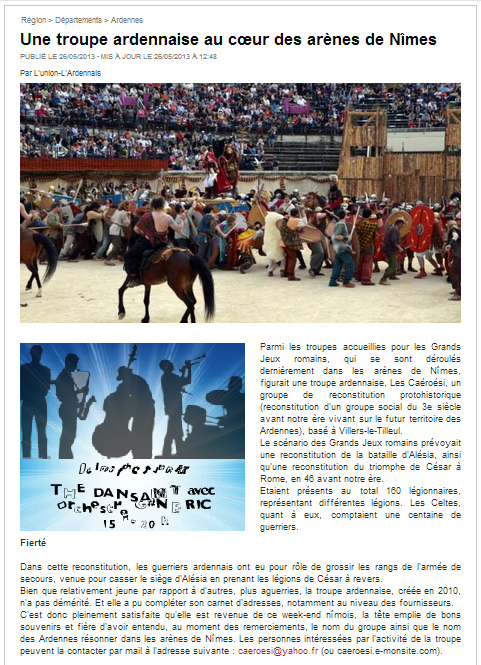 Région > Départements > Ardennes
Une troupe ardennaise au cœur des arènes de Nîmes
PUBLIÉ LE 26/05/2013 - MIS À JOUR LE 26/05/2013 À 12:48
Par L'union-L'Ardennais
Parmi les troupes accueillies pour les Grands
Jeux romains, qui se sont déroulés
dernièrement dans les arènes de Nîmes,
figurait une troupe ardennaise, Les Caéroési, un
groupe de reconstitution protohistorique
(reconstitution d'un groupe social du 3e siècle
avant notre ère vivant sur le futur territoire des
Ardennes), basé à Villers-le-Tilleul.
Le scénario des Grands Jeux romains prévoyait
une reconstitution de la bataille d'Alésia, ainsi
qu'une reconstitution du triomphe de César à
Rome, en 46 avant notre ère.
Etaient présents au total 160 légionnaires,
représentant différentes légions. Les Celtes,
quant à eux, comptaient une centaine de
guerriers.
THE DANSANT avec
orchestre GENERIC
15 H - 20 H
Fierté
Dans cette reconstitution, les guerriers ardennais ont eu pour rôle de grossir les rangs de l'armée de
secours, venue pour casser le siège d'Alésia en prenant les légions de César à revers.
Bien que relativement jeune par rapport à d'autres, plus aguerries, la troupe ardennaise, créée en 2010,
n'a pas démérité. Et elle a pu compléter son carnet d'adresses, notamment au niveau des fournisseurs.
C'est donc pleinement satisfaite qu'elle est revenue de ce week-end nîmois, la tête emplie de bons
souvenirs et fière d'avoir entendu, au moment des remerciements, le nom du groupe ainsi que le nom
des Ardennes résonner dans les arènes de Nîmes. Les personnes intéressées par l'activité de la troupe
peuvent la contacter par mail à l'adresse suivante : caeroesi@yahoo.fr (ou caeroesi.e-monsite.com).